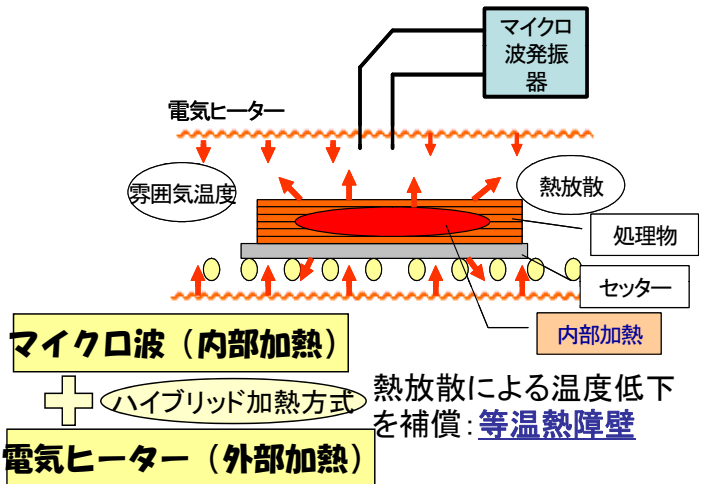 マイクロ
波発振
器
電気ヒーター
雰囲気温度
熱放散
処理物
セッター
内部加熱
マイクロ波（内部加熱）
ハイブリッド加熱方式
電気ヒーター（外部加熱）
熱放散による温度低下
を補償：等温熱障壁